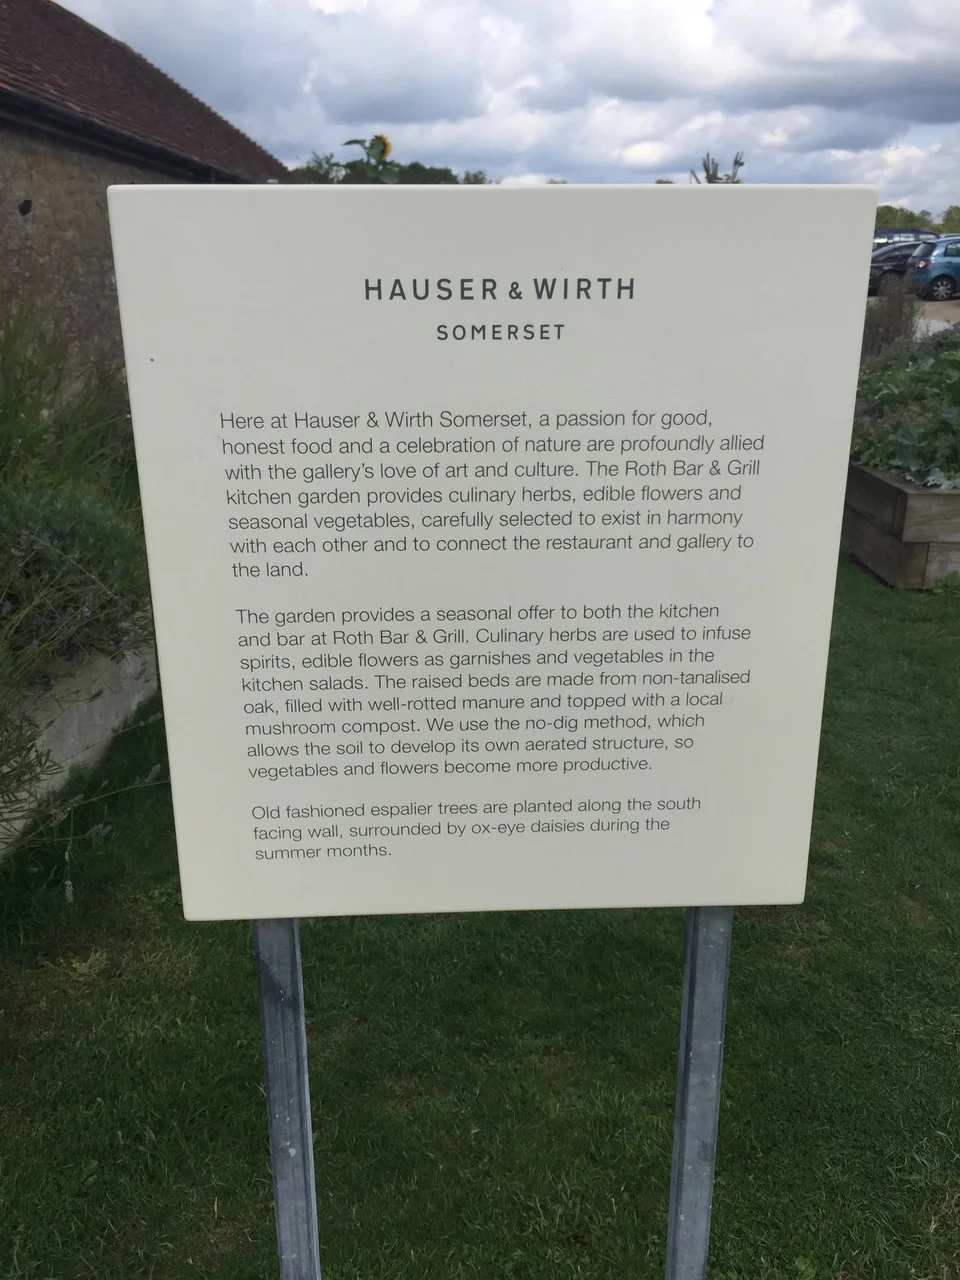 HAUSER & WIRTH
SOMERSET
Here at Hauser & Wirth Somerset, a passion for good,
honest food and a celebration of nature are profoundly allied
with the gallery's love of art and culture. The Roth Bar & Grill
kitchen garden provides culinary herbs, edible flowers and
seasonal vegetables, carefully selected to exist in harmony
with each other and to connect the restaurant and gallery to
the land.
The garden provides a seasonal offer to both the kitchen
and bar at Roth Bar & Grill. Culinary herbs are used to infuse
spirits, edible flowers as garnishes and vegetables in the
kitchen salads. The raised beds are made from non-tanalised
oak, filled with well-rotted manure and topped with a local
mushroom compost. We use the no-dig method, which
allows the soil to develop its own aerated structure, so
vegetables and flowers become more productive.
Old fashioned espalier trees are planted along the south
facing wall, surrounded by ox-eye daisies during the
summer months.